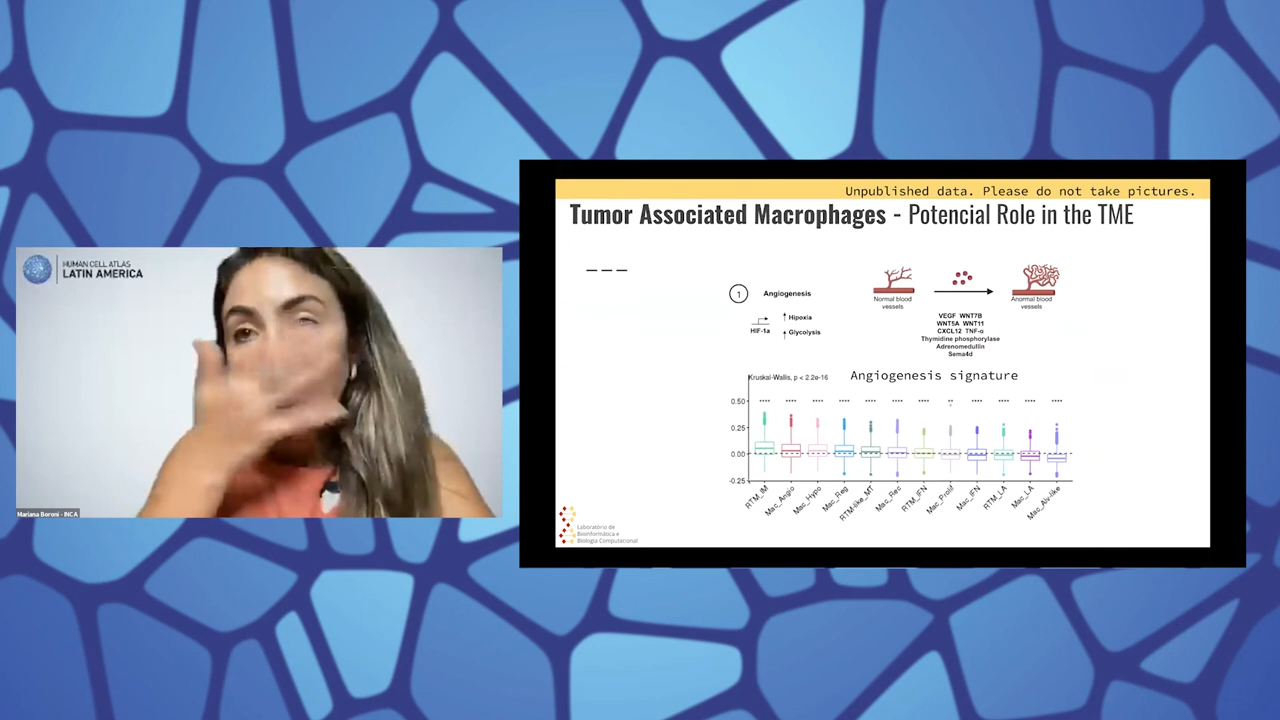 HUMAN CELL ATLAS
LATIN AMERICA
Mariana Boroni - INCA
Unpublished data. Please do not take pictures.
Tumor Associated Macrophages - Potencial Role in the TME
1
Angiogenesis
HIF-1a
Hipoxia
Glycolysis
Normal blood
vessels
Anormal blood
vessels
VEGF WNT7B
WNT5A WNT11
CXCL12 TNF-α
Thymidine phosphorylase
Adrenomedullin
Sema4d
Kruskal-Wallis, p < 2.2e-16
Angiogenesis signature
**** **** **** **** **** **** **** ** **** **** **** ****
0.50
0.25
0.00
-0.25
RTM_IM
Mac_Angio
Mac_Hypo
Mac_Reg
RTM-like_MT
Mac_Rec
RTM_IFN
Mac_Prolif
Mac_IFN
RTM_LA
Mac_LA
Mac_Alv-like
Laboratório de
Bioinformática e
Biologia Computacional